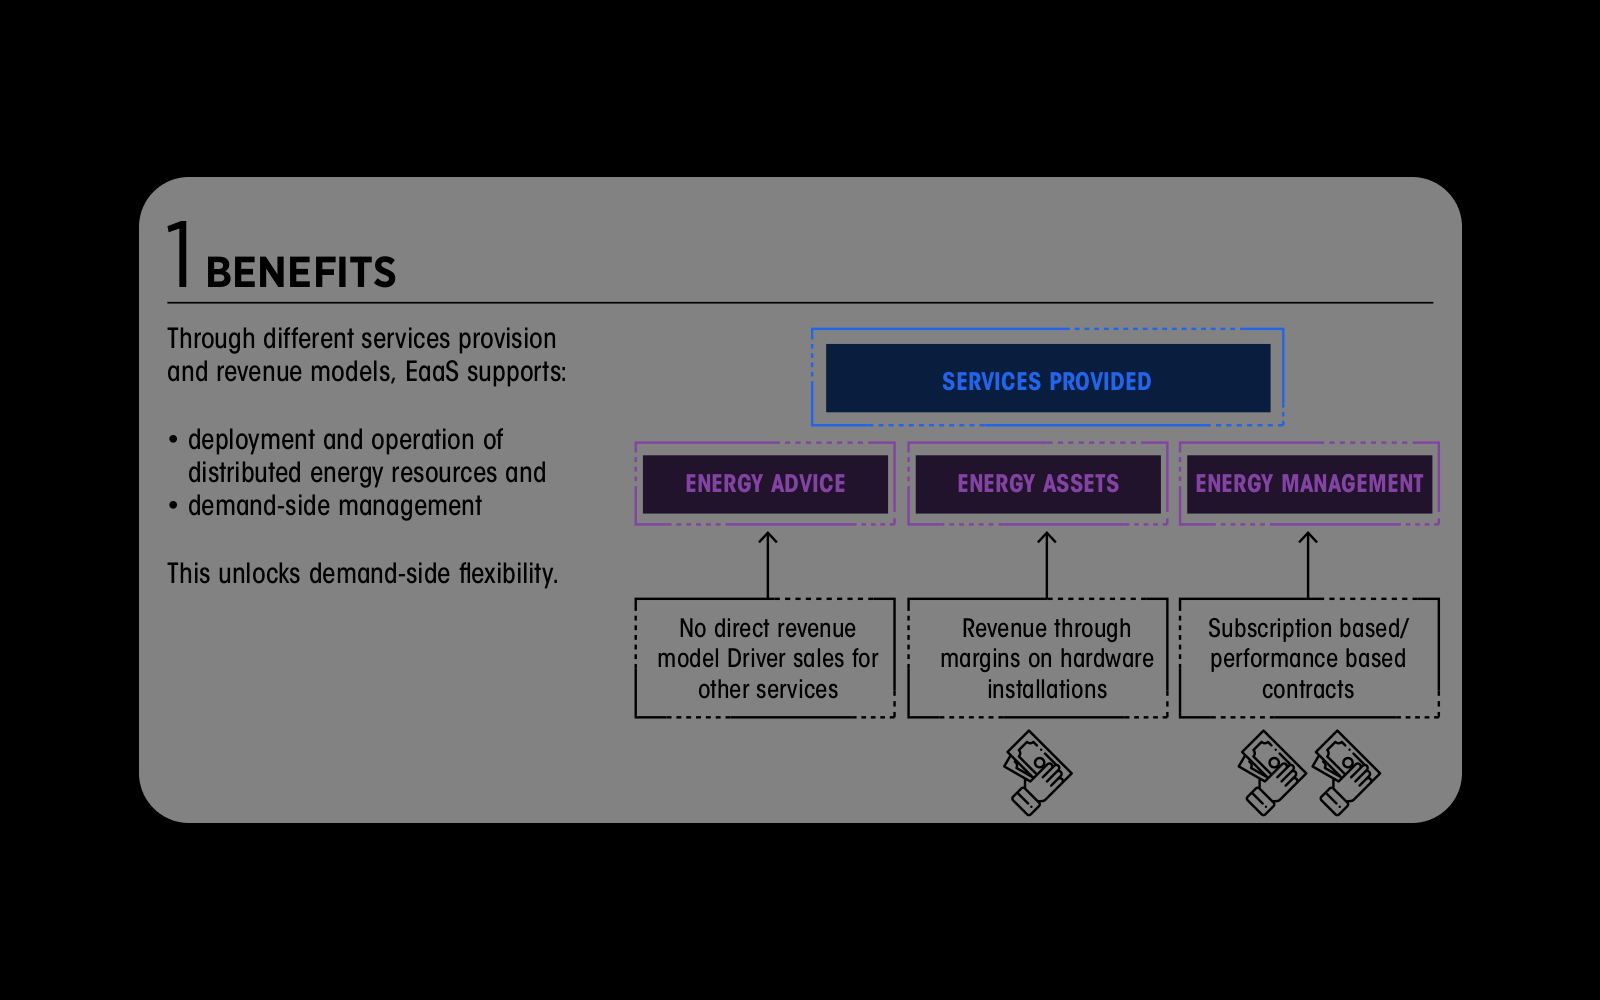 1 BENEFITS
Through different services provision
and revenue models, EaaS supports:
• deployment and operation of
distributed energy resources and
• demand-side management
This unlocks demand-side flexibility.
SERVICES PROVIDED
ENERGY ADVICE
ENERGY ASSETS
ENERGY MANAGEMENT
No direct revenue
model Driver sales for
other services
Revenue through
margins on hardware
installations
Subscription based/
performance based
contracts